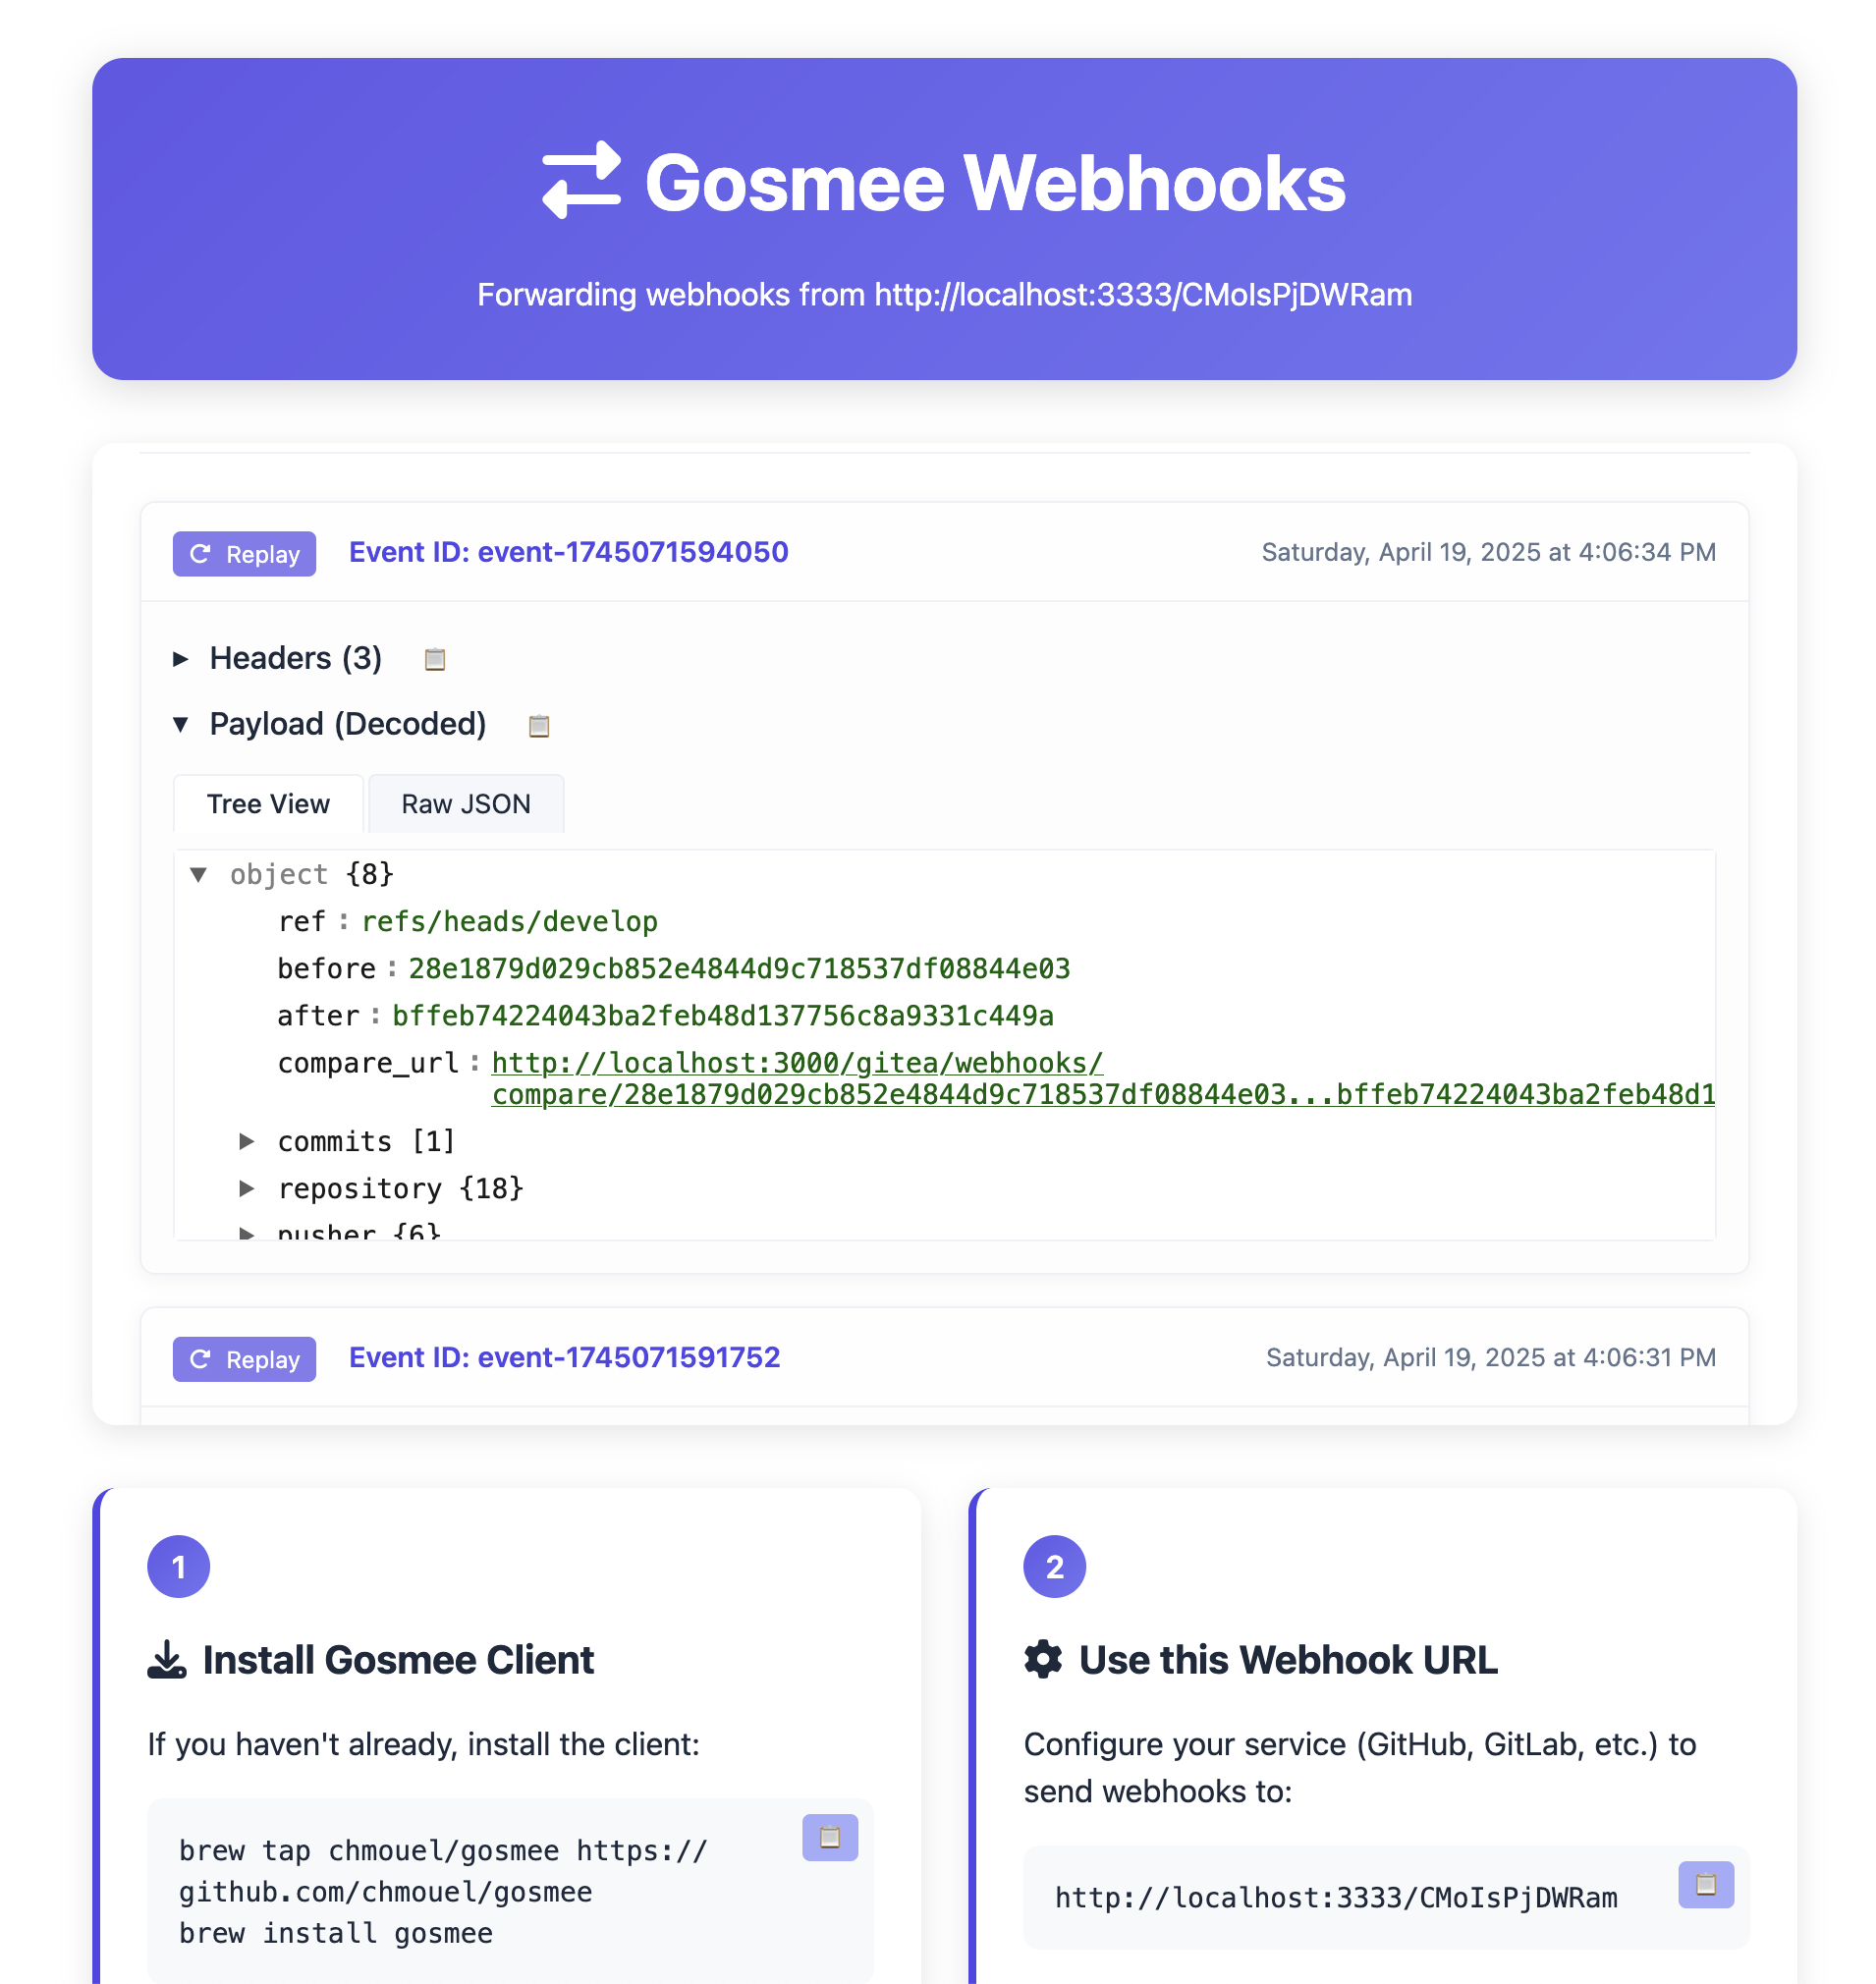 Gosmee Webhooks
Forwarding webhooks from http://localhost:3333/CMoIsPjDWRam
Replay Event ID: event-1745071594050 Saturday, April 19, 2025 at 4:06:34 PM
Headers (3)
Payload (Decoded)
Tree View Raw JSON
object {8}
ref : refs/heads/develop
before : 28e1879d029cb852e4844d9c718537df08844e03
after : bffeb74224043ba2feb48d137756c8a9331c449a
compare_url : http://localhost:3000/gitea/webhooks/
compare/28e1879d029cb852e4844d9c718537df08844e03...bffeb74224043ba2feb48d1
commits [1]
repository {18}
pusher {6}
Replay Event ID: event-1745071591752 Saturday, April 19, 2025 at 4:06:31 PM
1
Install Gosmee Client
If you haven't already, install the client:
brew tap chmouel/gosmee https://
github.com/chmouel/gosmee
brew install gosmee
2
Use this Webhook URL
Configure your service (GitHub, GitLab, etc.) to
send webhooks to:
http://localhost:3333/CMoIsPjDWRam